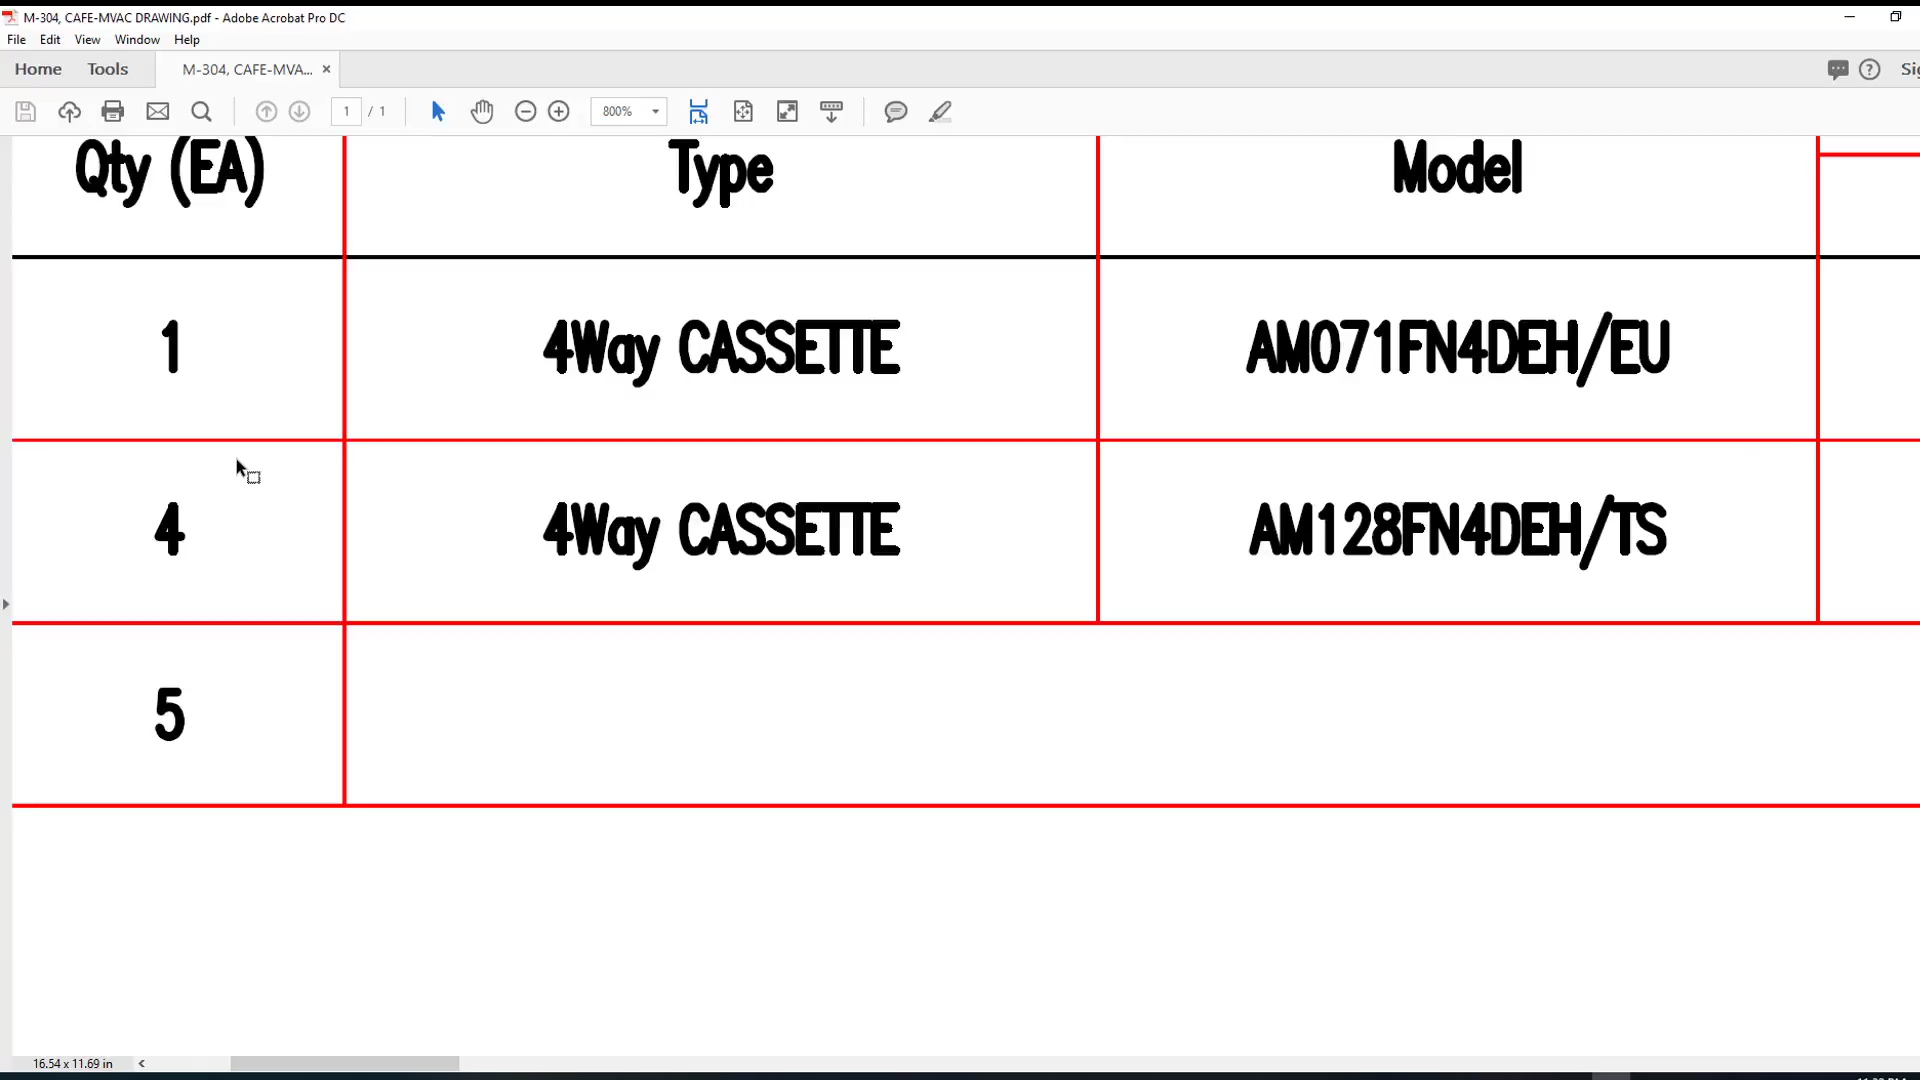 M-304, CAFE-MVAC DRAWING.pdf - Adobe Acrobat Pro DC
File Edit View Window Help
Home Tools M-304, CAFE-MVA... ×
1 / 1 800%
Qty (EA) Type Model
1 4Way CASSETTE AM071FN4DEH/EU
4 4Way CASSETTE AM128FN4DEH/TS
5
16.54 x 11.69 in